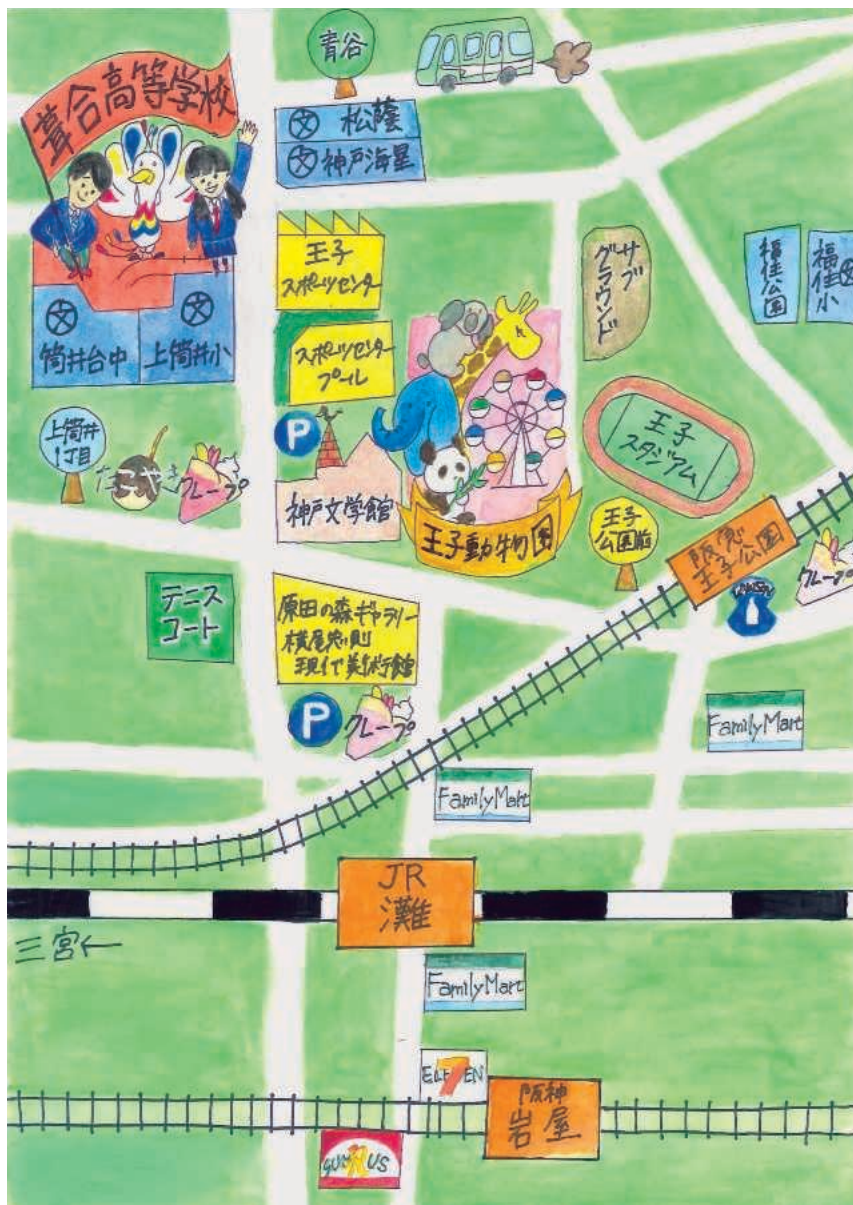 葺合高等学校
青谷
松蔭
神戸海星
王子
スポーツセンター
サブ
グラウンド
福住公園
福住小
筒井台中
上筒井小
スポーツセンター
プール
P
王子
スタジアム
上筒井
1丁目
たこやき
クレープ
神戸文学館
王子動物園
王子
公園前
阪急
王子公園
クレープ
LAWSON
テニス
コート
原田の森ギャラリー
横尾忠則
現代美術館
P
クレープ
FamilyMart
FamilyMart
JR
灘
三宮←
FamilyMart
7
ELEVEN
阪神
岩屋